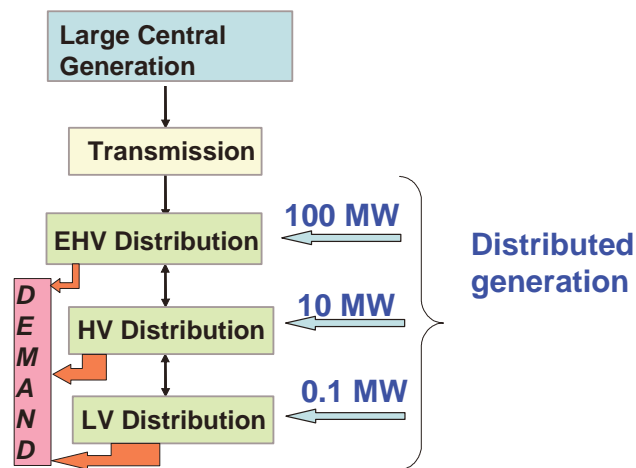 Large Central
Generation
Transmission
100 MW
EHV Distribution
Distributed
generation
10 MW
HV Distribution
0.1 MW
LV Distribution
D
E
M
A
N
D